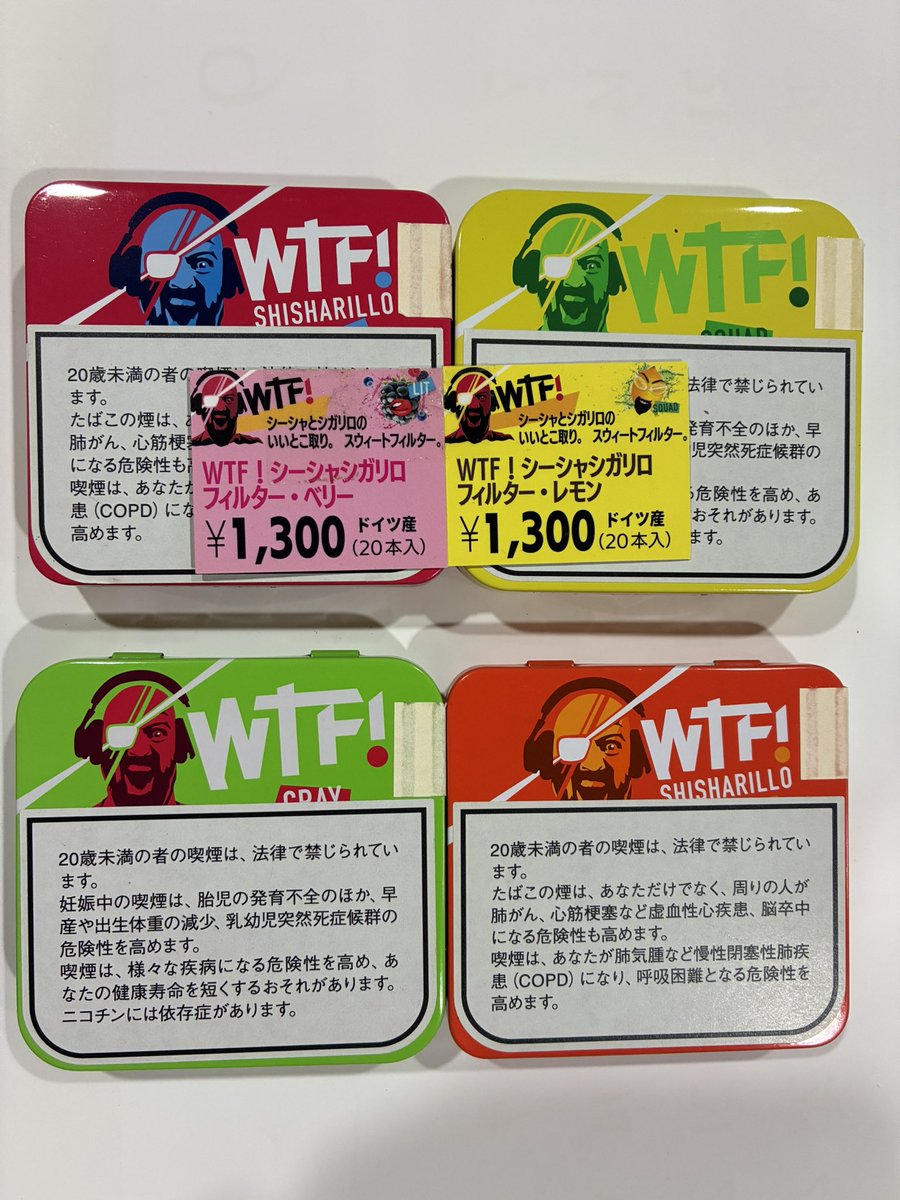 WTF!
SHISHARILLO
20歳未満の者の喫煙
ます。
たばこの煙は、
肺がん、心筋梗塞
になる危険性も
喫煙は、あなたが
患(COPD)にな
高めます。
WTF!
SQUAD
法律で禁じられてい
、
発育不全のほか、早
児突然死症候群の
危険性を高め、あ
おそれがあります。
ます。
WTF!
LIT
シーシャとシガリロの
いいとこ取り。スウィートフィルター。
WTF!シーシャシガリロ
フィルター・ベリー
¥1,300 ドイツ産
(20本入)
WTF!
SQUAD
シーシャとシガリロの
いいとこ取り。スウィートフィルター。
WTF!シーシャシガリロ
フィルター・レモン
¥1,300 ドイツ産
(20本入)
WTF!
CRAY
20歳未満の者の喫煙は、法律で禁じられてい
ます。
妊娠中の喫煙は、胎児の発育不全のほか、早
産や出生体重の減少、乳幼児突然死症候群の
危険性を高めます。
喫煙は、様々な疾病になる危険性を高め、あ
なたの健康寿命を短くするおそれがあります。
ニコチンには依存症があります。
WTF!
SHISHARILLO
20歳未満の者の喫煙は、法律で禁じられてい
ます。
たばこの煙は、あなただけでなく、周りの人が
肺がん、心筋梗塞など虚血性心疾患、脳卒中
になる危険性も高めます。
喫煙は、あなたが肺気腫など慢性閉塞性肺疾
患(COPD)になり、呼吸困難となる危険性を
高めます。